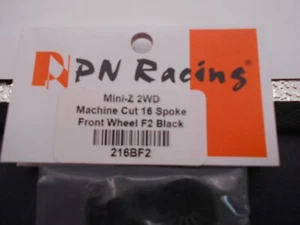 PN Racing®
Mini-Z 2WD
Machine Cut 16 Spoke
Front Wheel F2 Black
216BF2